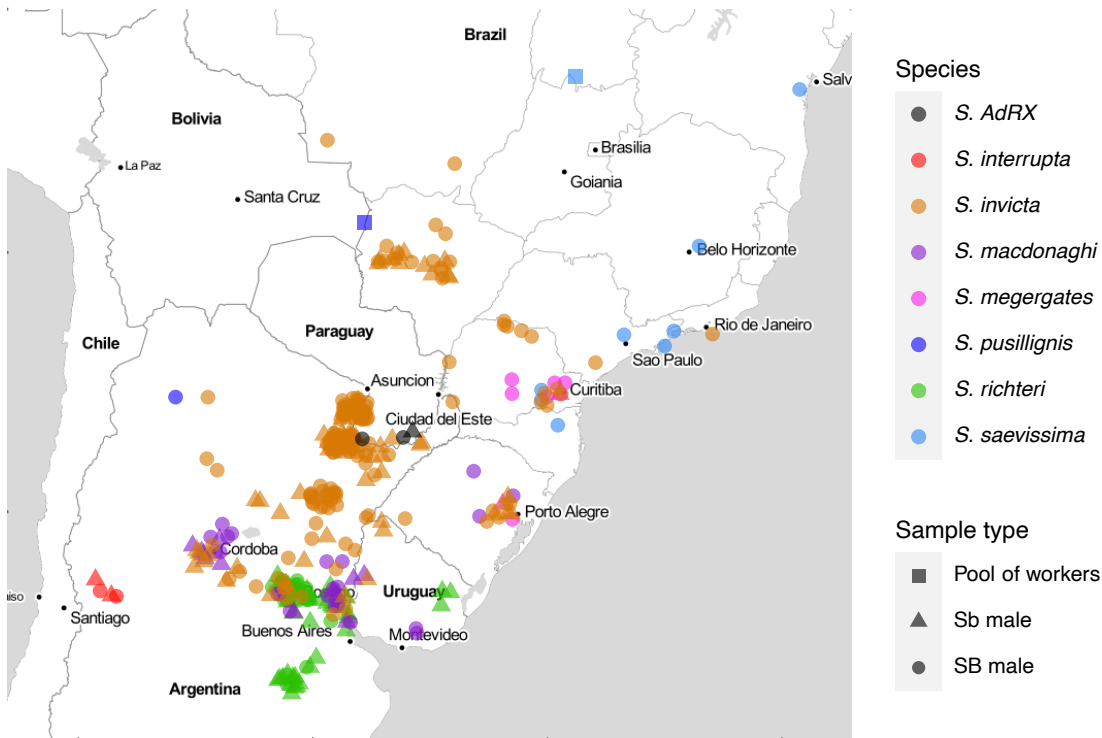 Brazil
Salv
Bolivia
La Paz
Brasilia
Goiania
Santa Cruz
Belo Horizonte
Paraguay
Chile
Rio de Janeiro
Sao Paulo
Asuncion
Curitiba
Ciudad del Este
Porto Alegre
Cordoba
Uruguay
aiso
Santiago
Buenos Aires
Montevideo
Argentina
Species
S. AdRX
S. interrupta
S. invicta
S. macdonaghi
S. megergates
S. pusillignis
S. richteri
S. saevissima
Sample type
Pool of workers
Sb male
SB male